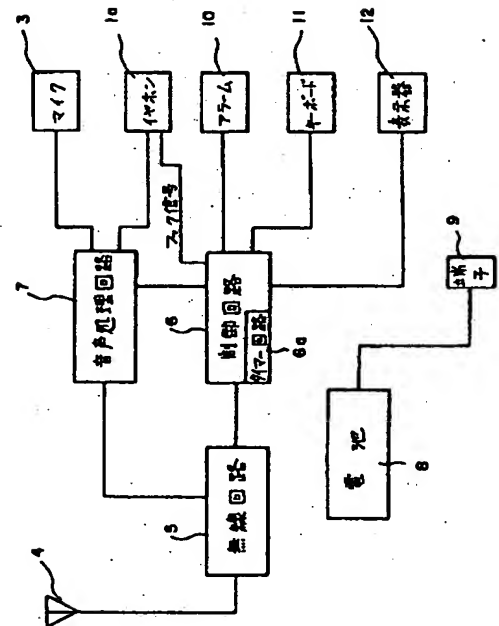 3
マイク
1a
イヤホン
10
アラーム
11
キーボード
12
表示器
フック信号
7
音声処理回路
6
制御回路
タイマー回路
6a
9
端子
4
5
無線回路
電池
8